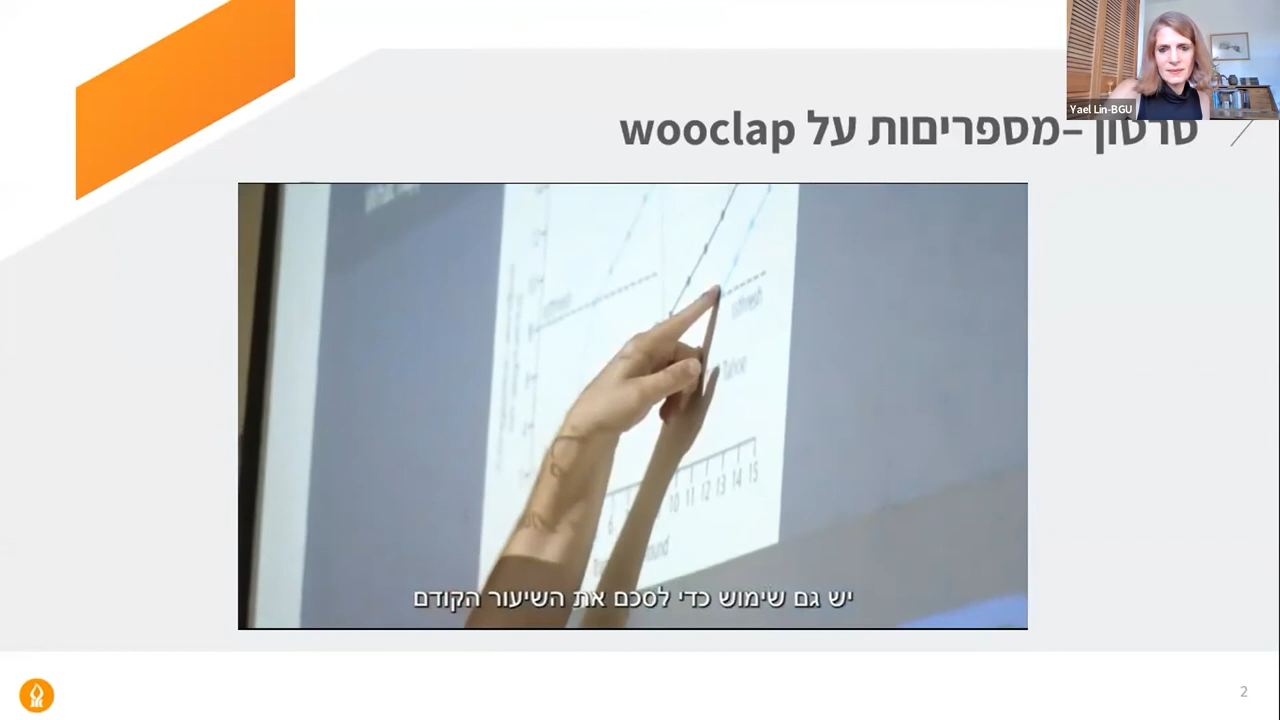 Yael Lin-BGU
סרטון –מספריםות על wooclap
10 11 12 13 14 15
יש גם שימוש כדי לסכם את השיעור הקודם
2